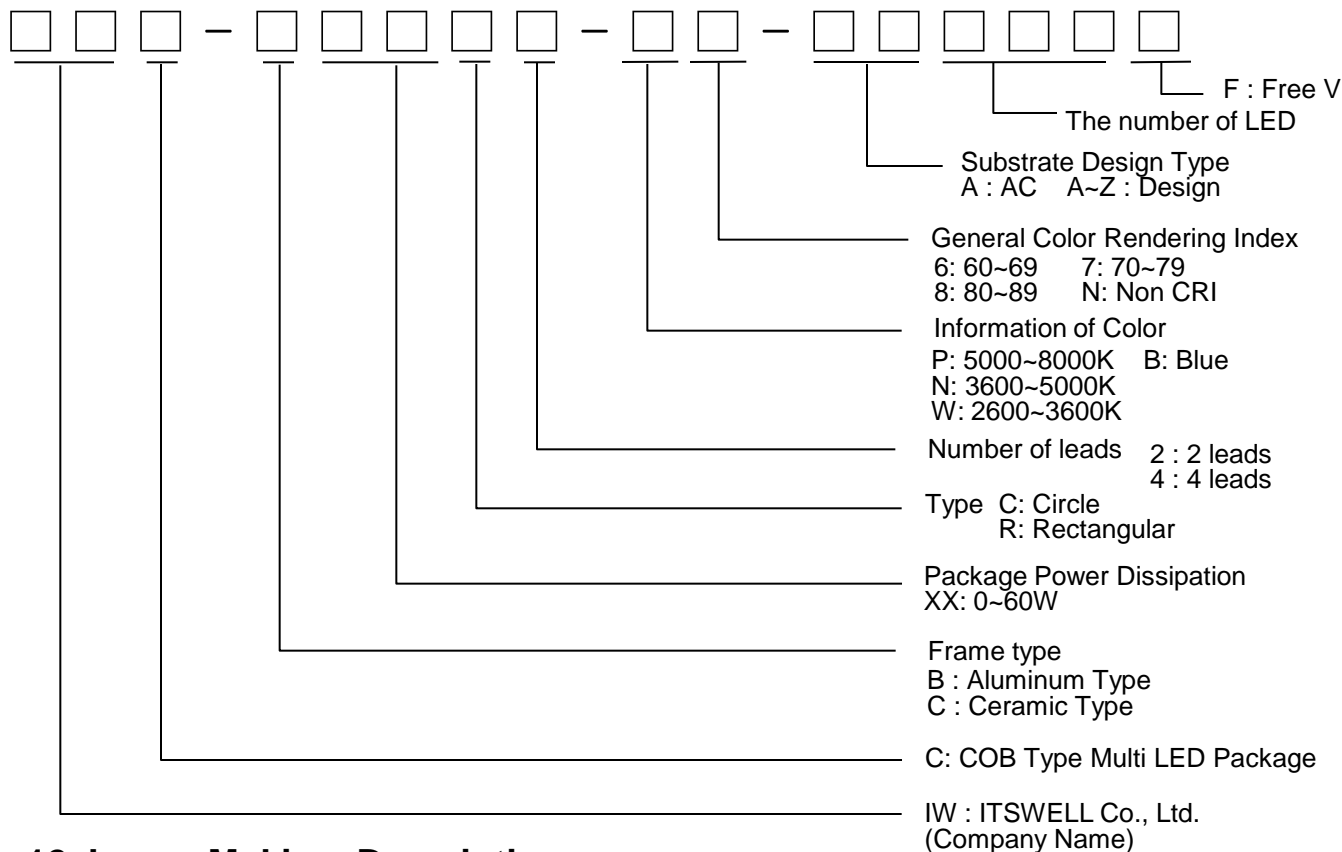 F : Free V
The number of LED
Substrate Design Type
A : AC A~Z : Design
General Color Rendering Index
6: 60~69 7: 70~79
8: 80~89 N: Non CRI
Information of Color
P: 5000~8000K B: Blue
N: 3600~5000K
W: 2600~3600K
Number of leads 2 : 2 leads
4 : 4 leads
Type C: Circle
R: Rectangular
Package Power Dissipation
XX: 0~60W
Frame type
B : Aluminum Type
C : Ceramic Type
C: COB Type Multi LED Package
IW : ITSWELL Co., Ltd.
(Company Name)